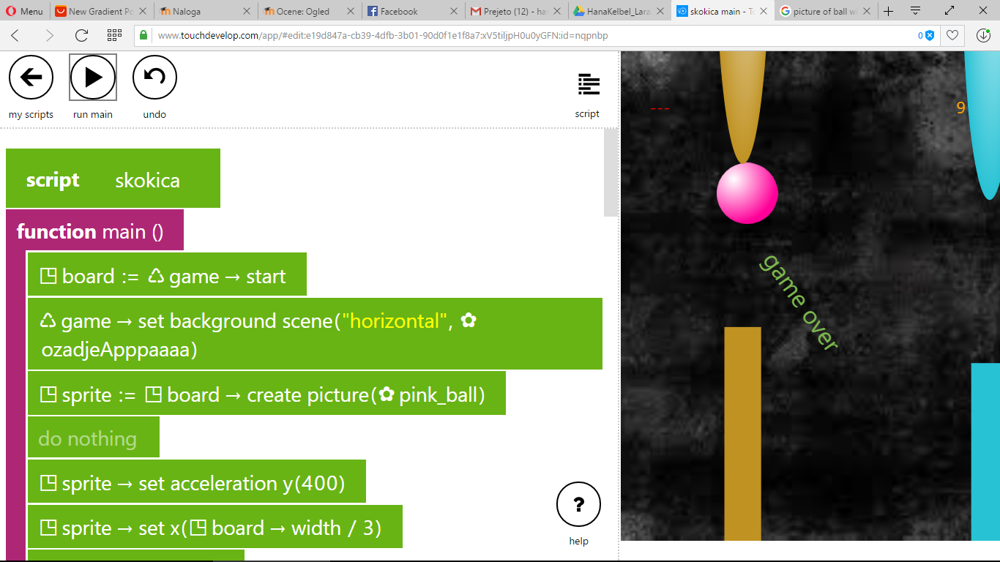 Menu
New Gradient Po
Naloga
Ocene: Ogled
Facebook
Prejeto (12) - ha
HanaKelbel_Lara
skokica main - To
picture of ball wi
www.touchdevelop.com/app/#edit:e19d847a-cb39-4dfb-3b01-90d0f1e1f8a7:xV5tiljpH0u0yGFN:id=nqpnbp
0
my scripts
run main
undo
script
script skokica
function main ()
board := game → start
game → set background scene("horizontal",
ozadjeApppaaaa)
sprite := board → create picture( pink_ball)
do nothing
sprite → set acceleration y(400)
sprite → set x( board → width / 3)
?
help
---
9
game over